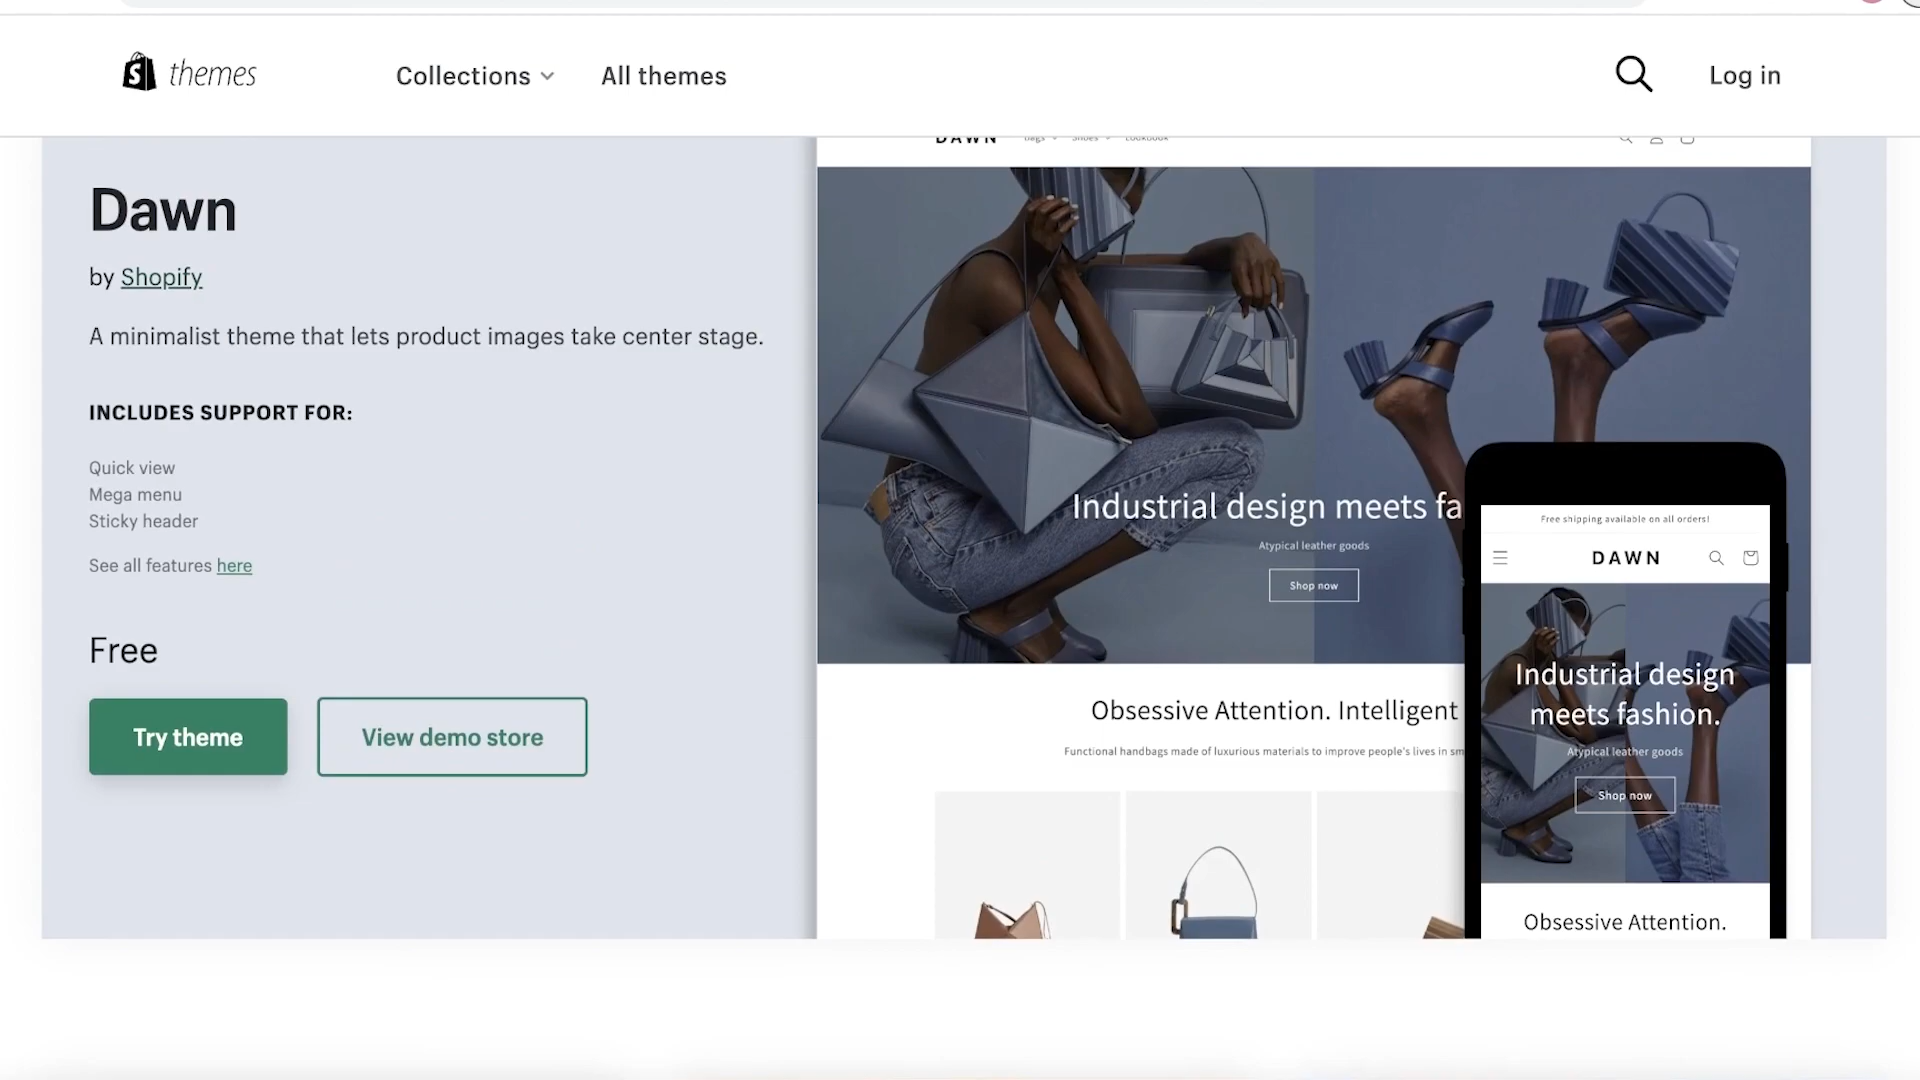 themes
Collections
All themes
Log in
DAWN Bags Shoes Lookbook
Dawn
by Shopify
A minimalist theme that lets product images take center stage.
INCLUDES SUPPORT FOR:
Quick view
Mega menu
Sticky header
See all features here
Free
Try theme
View demo store
Industrial design meets fa
Atypical leather goods
Shop now
Obsessive Attention. Intelligent
Functional handbags made of luxurious materials to improve people's lives in sm
Free shipping available on all orders!
DAWN
Industrial design
meets fashion.
Atypical leather goods
Shop now
Obsessive Attention.